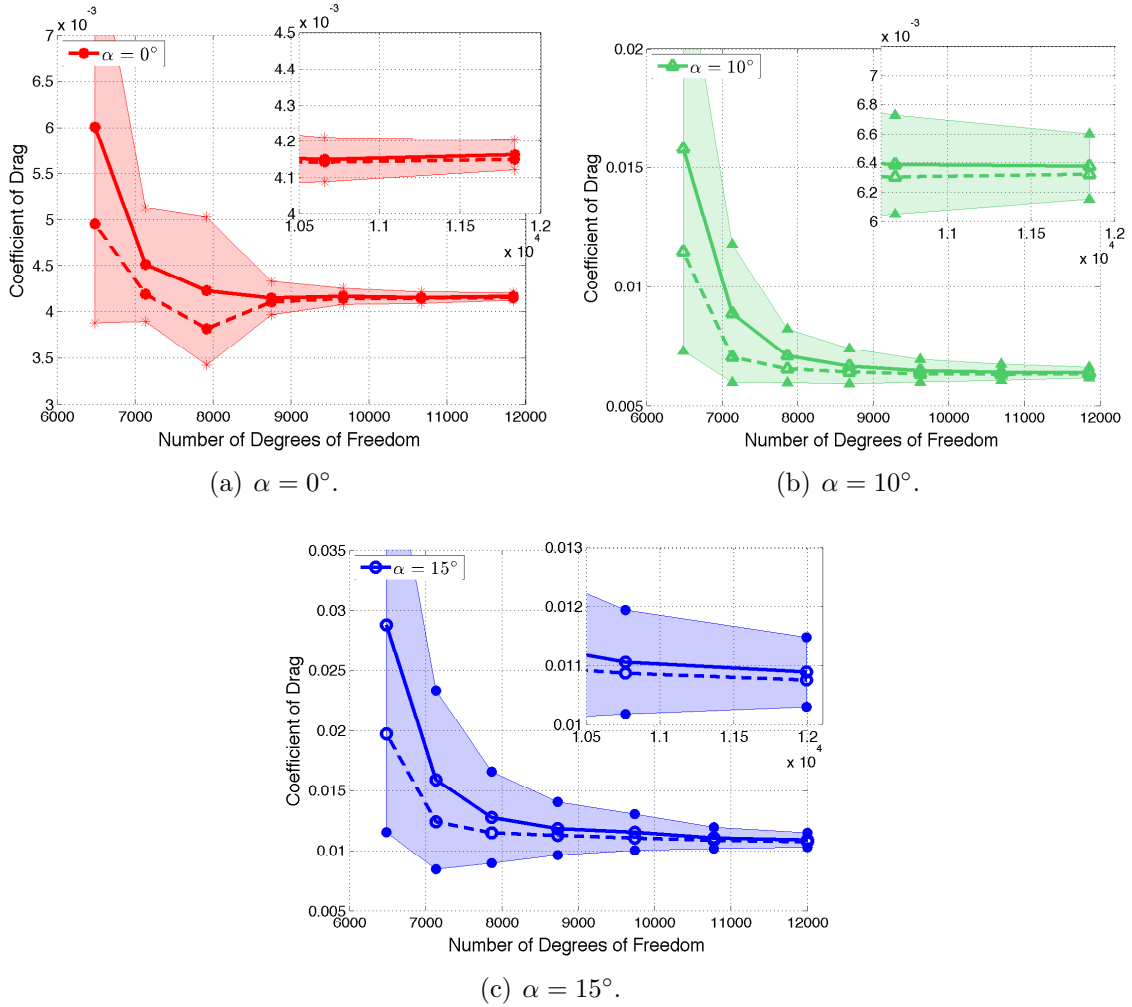 x 10⁻³
7
6.5
6
5.5
5
4.5
4
3.5
3
6000 7000 8000 9000 10000 11000 12000
Coefficient of Drag
Number of Degrees of Freedom
α = 0°
x 10⁻³
4.5
4.4
4.3
4.2
4.1
4
1.05 1.1 1.15 1.2
x 10⁴
(a) α = 0°.
0.02
0.015
0.01
0.005
6000 7000 8000 9000 10000 11000 12000
Coefficient of Drag
Number of Degrees of Freedom
α = 10°
x 10⁻³
7
6.8
6.6
6.4
6.2
6
1.1 1.15 1.2
x 10⁴
(b) α = 10°.
0.035
0.03
0.025
0.02
0.015
0.01
0.005
6000 7000 8000 9000 10000 11000 12000
Coefficient of Drag
Number of Degrees of Freedom
α = 15°
0.013
0.012
0.011
0.01
1.05 1.1 1.15 1.2
x 10⁴
(c) α = 15°.